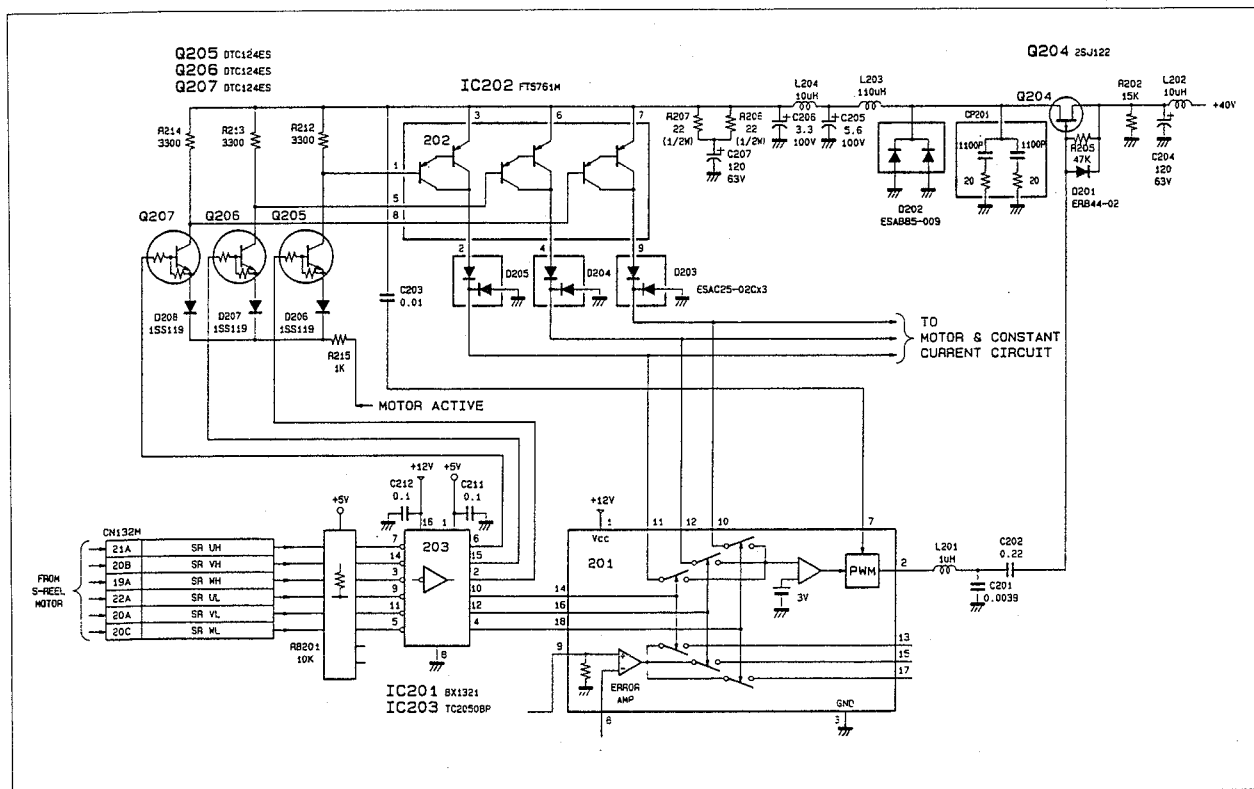 Q205 DTC124ES
Q206 DTC124ES
Q207 DTC124ES
IC202 FT5761M
Q204 2SJ122
L204
10uH
L203
110uH
Q204
R202
15K
L202
10uH
+40V
R214
3300
R213
3300
R212
3300
3
6
7
202
1
5
8
R207
22
(1/2W)
22
(1/2W)
C207
120
63V
C206
3.3
100V
C205
5.6
100V
CP201
1100P
1100P
20
20
R205
47K
D201
ERB44-02
C204
120
63V
D202
Q207
Q206
Q205
2
4
9
D205
D204
D203
ESAC25-02Cx3
C203
0.01
D208
1SS119
D207
1SS119
D206
1SS119
R215
1K
MOTOR ACTIVE
TO
MOTOR & CONSTANT
CURRENT CIRCUIT
+12V
+5V
C212
0.1
C211
0.1
+5V
+12V
CN132M
21A SR UH
20B SR VH
19A SR WH
22A SR UL
20A SR VL
20C SR WL
FROM
S-REEL
MOTOR
RB201
10K
16
1
7
14
3
9
11
5
203
6
15
2
10
12
4
8
1
Vcc
11
12
10
7
201
14
16
18
9
3V
PWM
2
L201
1uH
C202
0.22
C201
0.0039
13
15
17
ERROR
AMP
GND
3
IC201 BX1321
IC203 TC2050BP